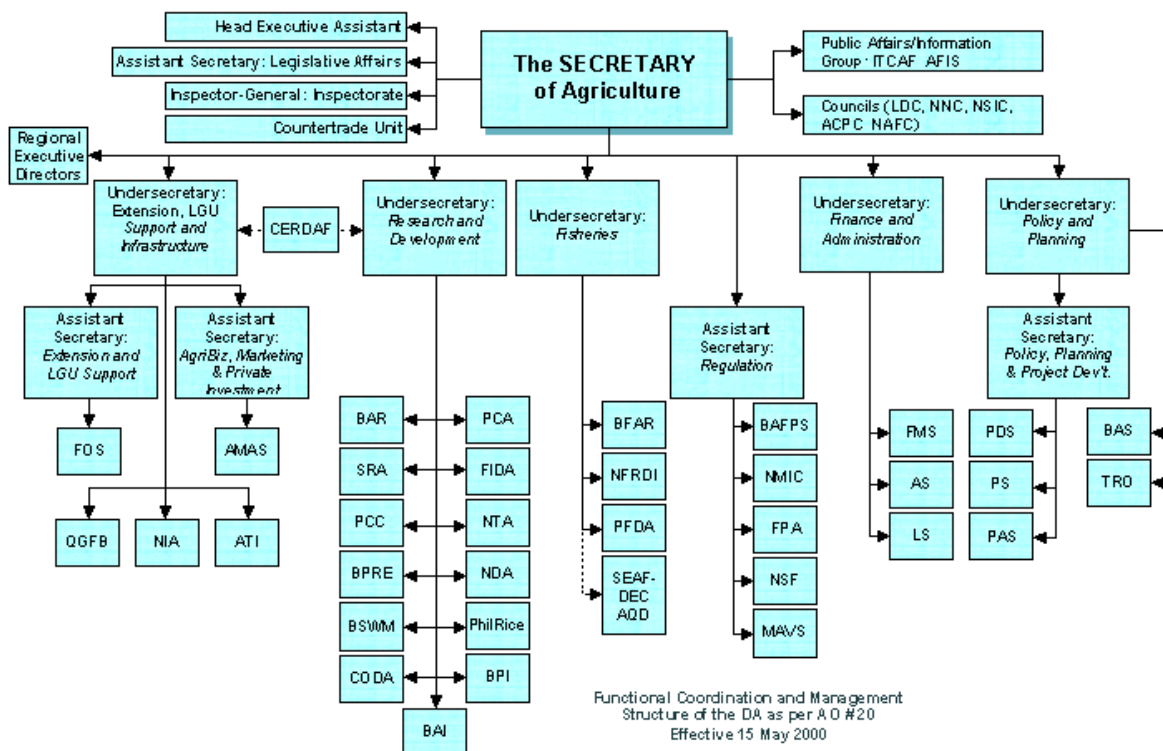 Head Executive Assistant
Assistant Secretary: Legislative Affairs
Inspector-General: Inspectorate
Countertrade Unit
The SECRETARY
of Agriculture
Public Affairs/Information
Group: ITCAF AFIS
Councils (LDC, NNC, NSIC,
ACPC NAFC)
Regional
Executive
Directors
Undersecretary:
Extension, LGU
Support and
Infrastructure
CERDAF
Undersecretary:
Research and
Development
Undersecretary:
Fisheries
Undersecretary:
Finance and
Administration
Undersecretary:
Policy and
Planning
Assistant
Secretary:
Extension and
LGU Support
Assistant
Secretary:
AgriBiz, Marketing
& Private
Investment
Assistant
Secretary:
Regulation
Assistant
Secretary:
Policy, Planning
& Project Dev't.
FOS
AMAS
QGFB
NIA
ATI
BAR
PCA
SRA
FIDA
PCC
NTA
BPRE
NDA
BSWM
PhilRice
CODA
BPI
BAI
BFAR
NFRDI
PFDA
SEAF-
DEC
AQD
BAFPS
NMIC
FPA
NSF
MAVS
FMS
AS
LS
PDS
PS
PAS
BAS
TRO
Functional Coordination and Management
Structure of the DA as per AO #20
Effective 15 May 2000